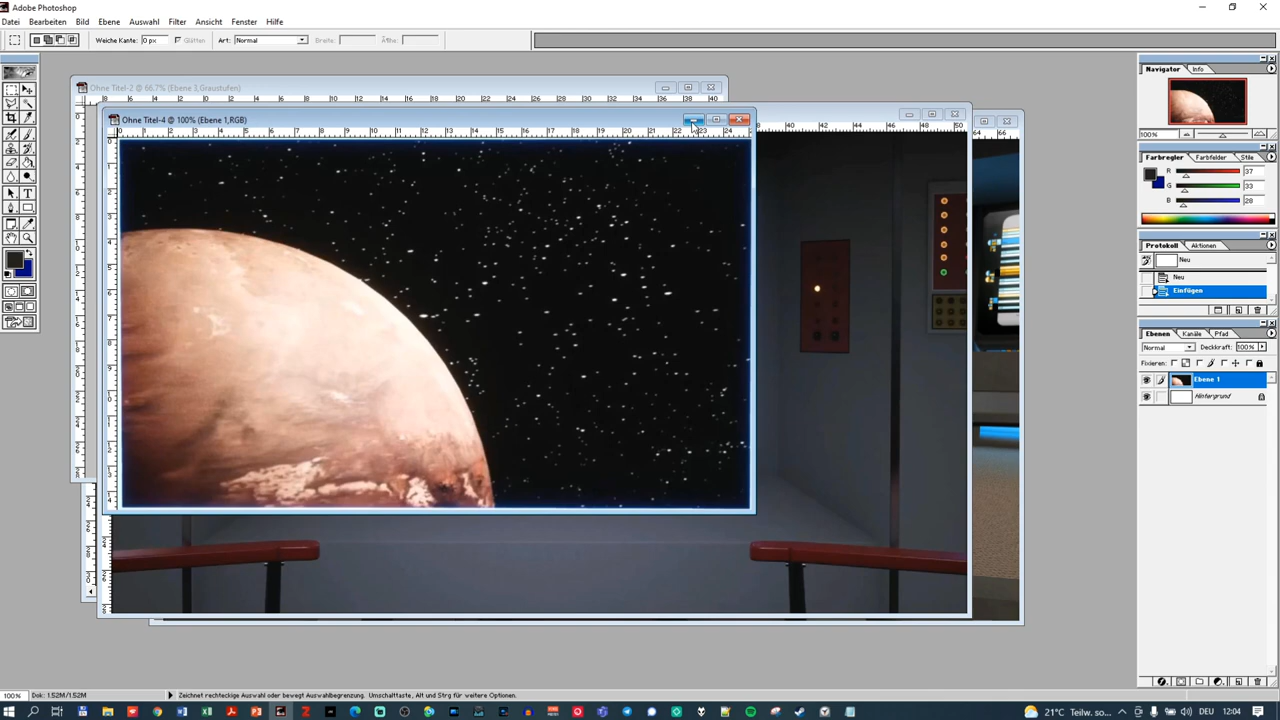 Adobe Photoshop
Datei Bearbeiten Bild Ebene Auswahl Filter Ansicht Fenster Hilfe
Weiche Kante: 0 px Glätten Art: Normal Breite: Höhe:
Ohne Titel-2 @ 66,7% (Ebene 3,Graustufen)
Ohne Titel-4 @ 100% (Ebene 1,RGB)
Navigator Info
100%
Farbregler Farbfelder Stile
R 37
G 33
B 28
Protokoll Aktionen
Neu
Neu
Einfügen
Ebenen Kanäle Pfad
Normal Deckkraft: 100%
Fixieren:
Ebene 1
Hintergrund
100% Dok: 1.52M/1.52M Zeichnet rechteckige Auswahl oder bewegt Auswahlbegrenzung. Umschalttaste, Alt und Strg für weitere Optionen.
21°C Teilw. so... DEU 12:04